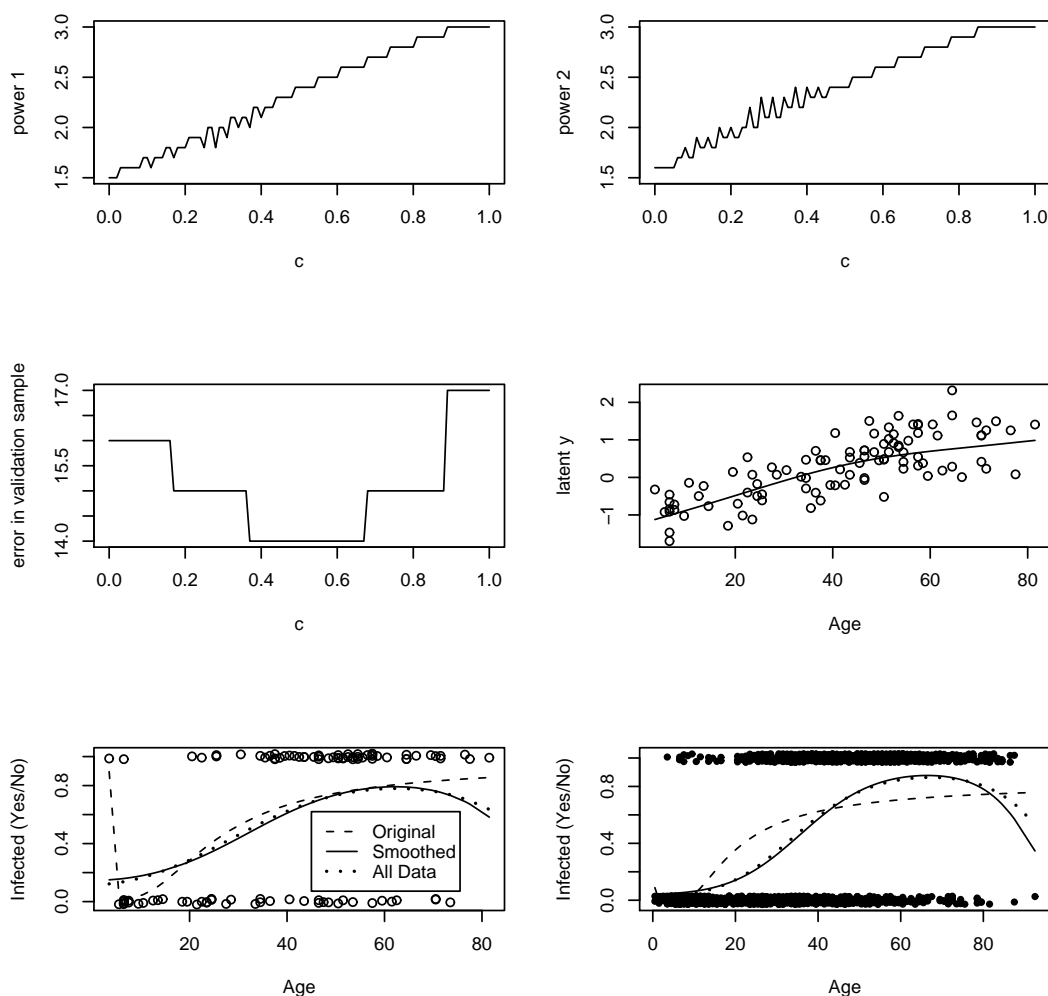 power 1
3.0
2.5
2.0
1.5
0.0 0.2 0.4 0.6 0.8 1.0
c
power 2
3.0
2.5
2.0
1.5
0.0 0.2 0.4 0.6 0.8 1.0
c
error in validation sample
17.0
15.5
14.0
0.0 0.2 0.4 0.6 0.8 1.0
c
latent y
2
1
0
−1
20 40 60 80
Age
Infected (Yes/No)
0.8
0.4
0.0
Original
Smoothed
All Data
20 40 60 80
Age
Infected (Yes/No)
0.8
0.4
0.0
0 20 40 60 80
Age